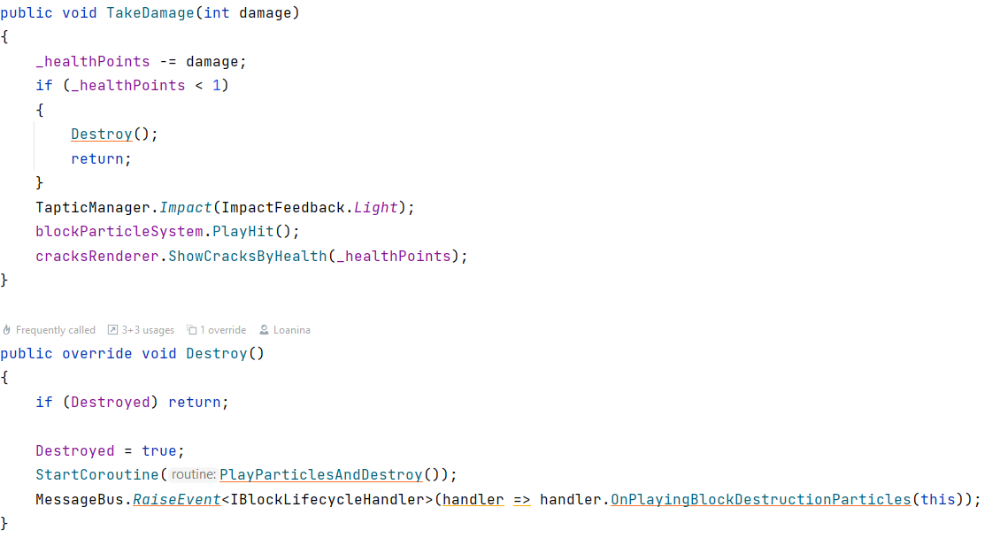 public void TakeDamage(int damage)
{
    _healthPoints -= damage;
    if (_healthPoints < 1)
    {
        Destroy();
        return;
    }
    TapticManager.Impact(ImpactFeedback.Light);
    blockParticleSystem.PlayHit();
    cracksRenderer.ShowCracksByHealth(_healthPoints);
}
Frequently called 3+3 usages 1 override Loanina
public override void Destroy()
{
    if (Destroyed) return;
    Destroyed = true;
    StartCoroutine( routine: PlayParticlesAndDestroy());
    MessageBus.RaiseEvent<IBlockLifecycleHandler>(handler => handler.OnPlayingBlockDestructionParticles(this));
}